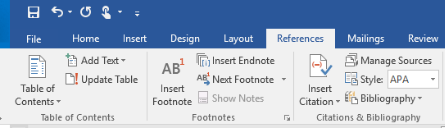 File Home Insert Design Layout References Mailings Review
Table of Contents
Add Text
Update Table
Table of Contents
AB1
Insert Footnote
Insert Endnote
AB1 Next Footnote
Show Notes
Footnotes
Insert Citation
Manage Sources
Style: APA
Bibliography
Citations & Bibliography